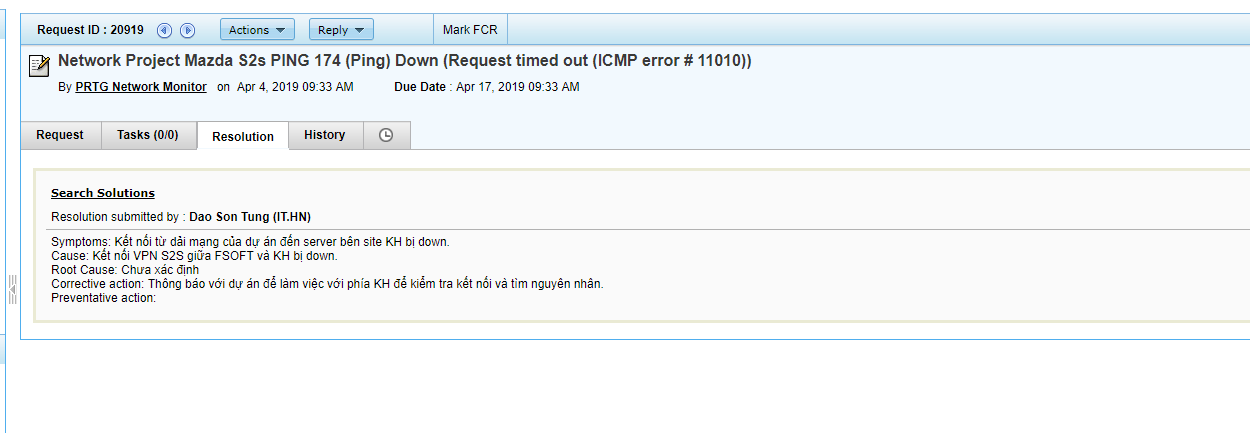 Request ID : 20919 Actions Reply Mark FCR
Network Project Mazda S2s PING 174 (Ping) Down (Request timed out (ICMP error # 11010))
By PRTG Network Monitor on Apr 4, 2019 09:33 AM Due Date : Apr 17, 2019 09:33 AM
Request Tasks (0/0) Resolution History
Search Solutions
Resolution submitted by : Dao Son Tung (IT.HN)
Symptoms: Kết nối từ dải mạng của dự án đến server bên site KH bị down.
Cause: Kết nối VPN S2S giữa FSOFT và KH bị down.
Root Cause: Chưa xác định
Corrective action: Thông báo với dự án để làm việc với phía KH để kiểm tra kết nối và tìm nguyên nhân.
Preventative action: